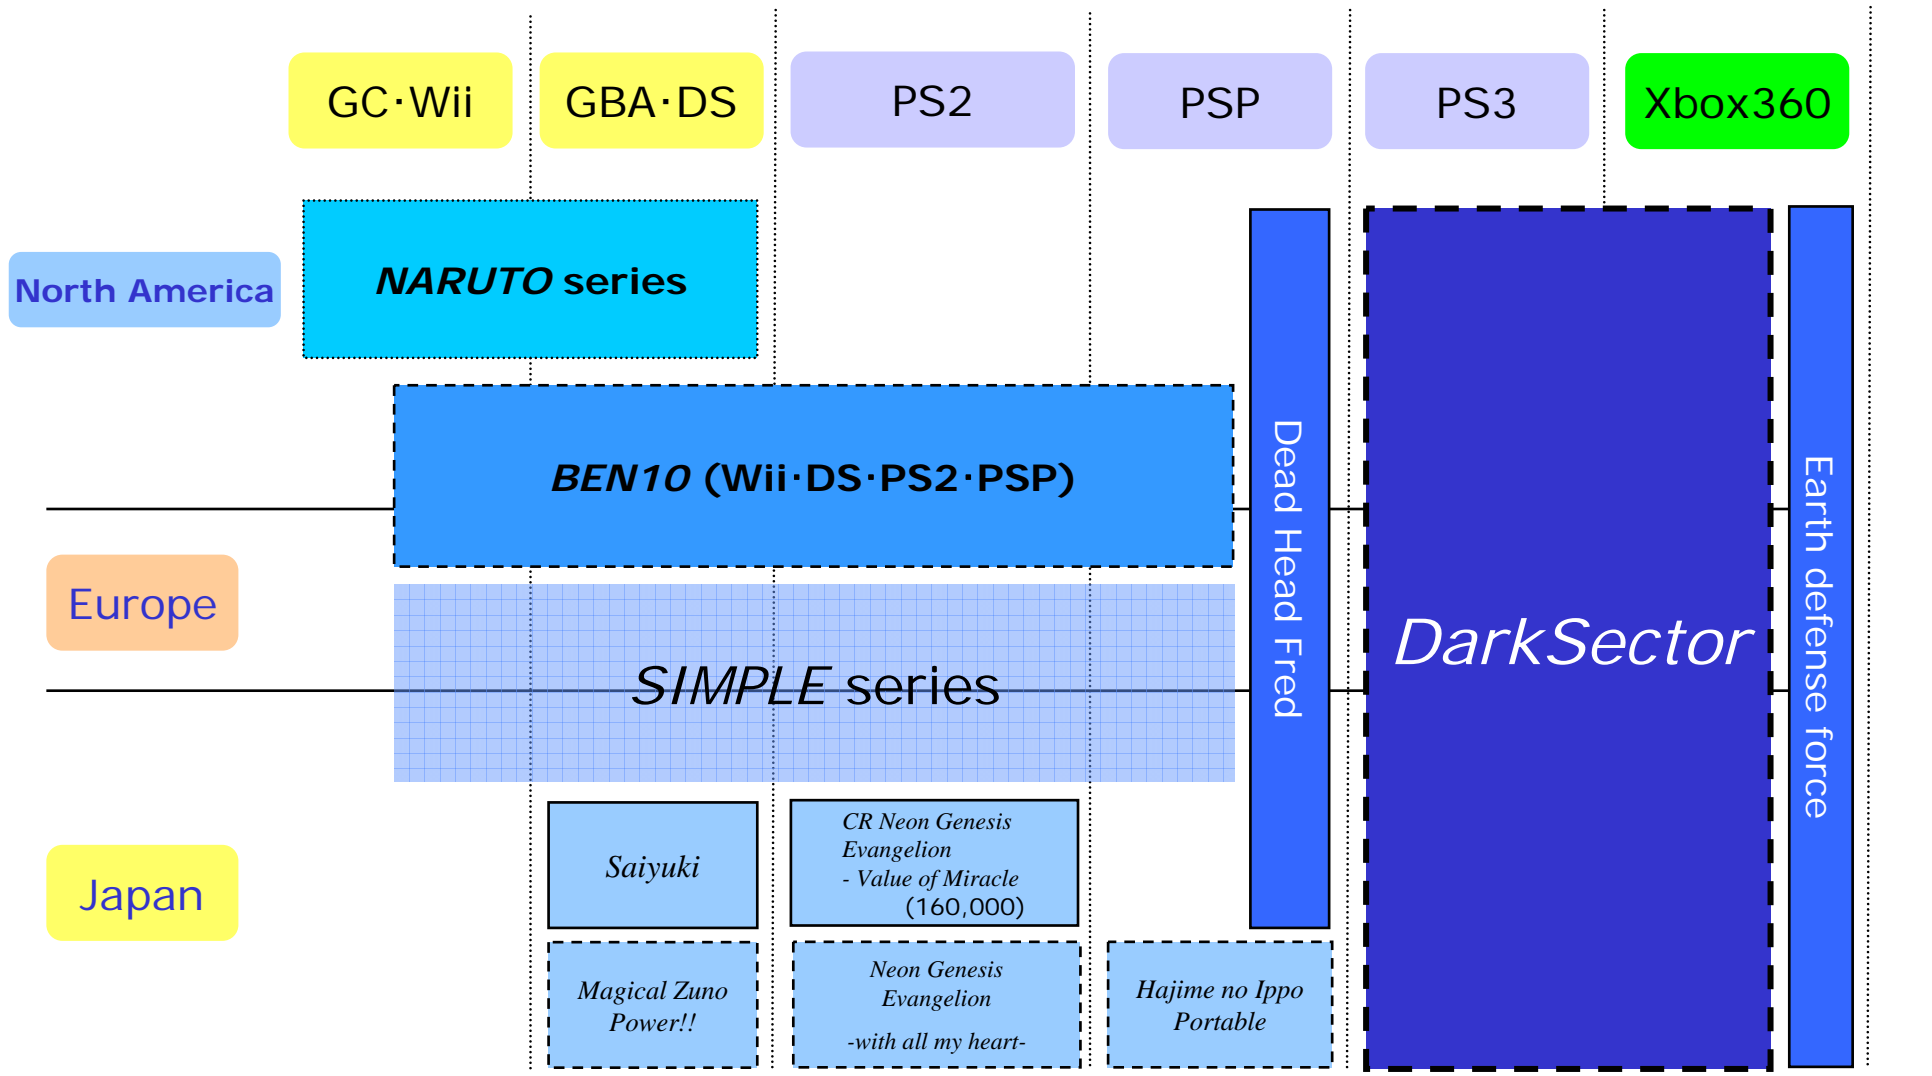 GC·Wii
GBA·DS
PS2
PSP
PS3
Xbox360
North America
NARUTO series
BEN10 (Wii·DS·PS2·PSP)
Dead Head Fred
DarkSector
Earth defense force
Europe
SIMPLE series
Japan
Saiyuki
CR Neon Genesis
Evangelion
- Value of Miracle
(160,000)
Magical Zuno
Power!!
Neon Genesis
Evangelion
-with all my heart-
Hajime no Ippo
Portable